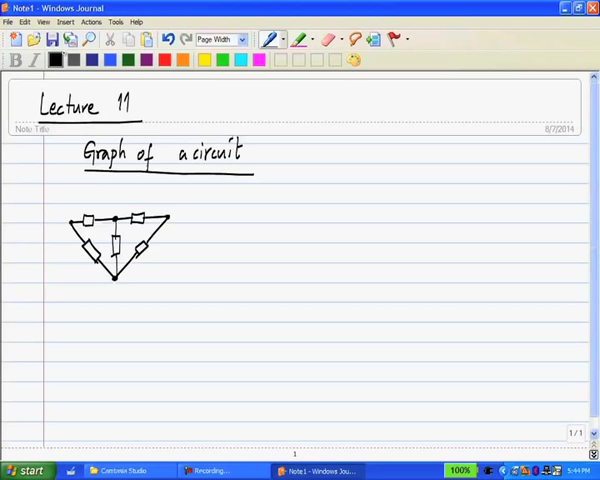 Note1 - Windows Journal
File Edit View Insert Actions Tools Help
Page Width
B I
Lecture 11
Note Title
8/7/2014
Graph of a circuit
1 / 1
1
start
Camtasia Studio
Recording...
Note1 - Windows Jou...
100%
5:44 PM